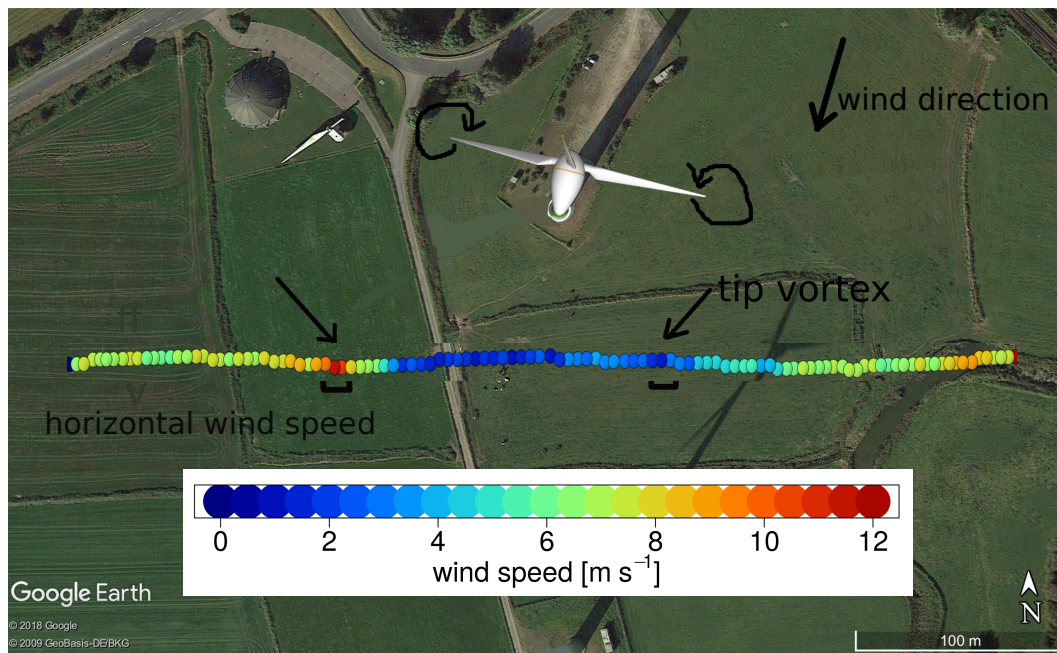 wind direction
tip vortex
ff
horizontal wind speed
0 2 4 6 8 10 12
wind speed [m s⁻¹]
Google Earth
N
© 2018 Google
© 2009 GeoBasis-DE/BKG
100 m